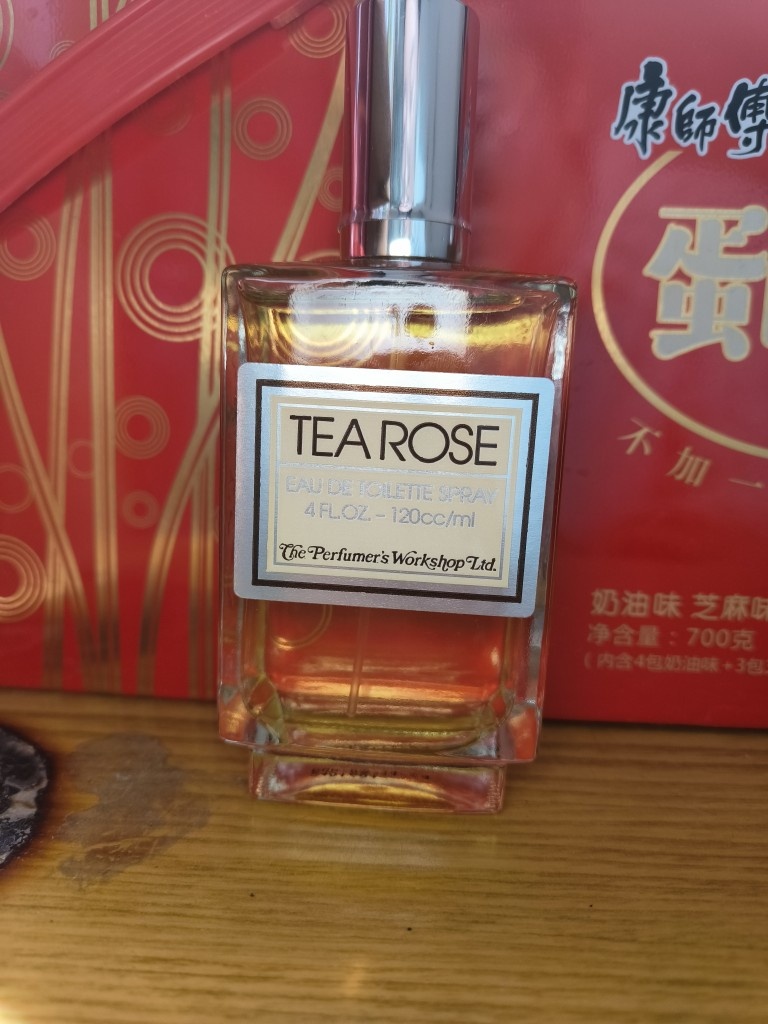 TEA ROSE
EAU DE TOILETTE SPRAY
4 FL.OZ. – 120cc/ml
The Perfumer's Workshop Ltd.
康師傅
蛋
不加一
奶油味 芝麻味
净含量：700克
（内含4包奶油味+3包